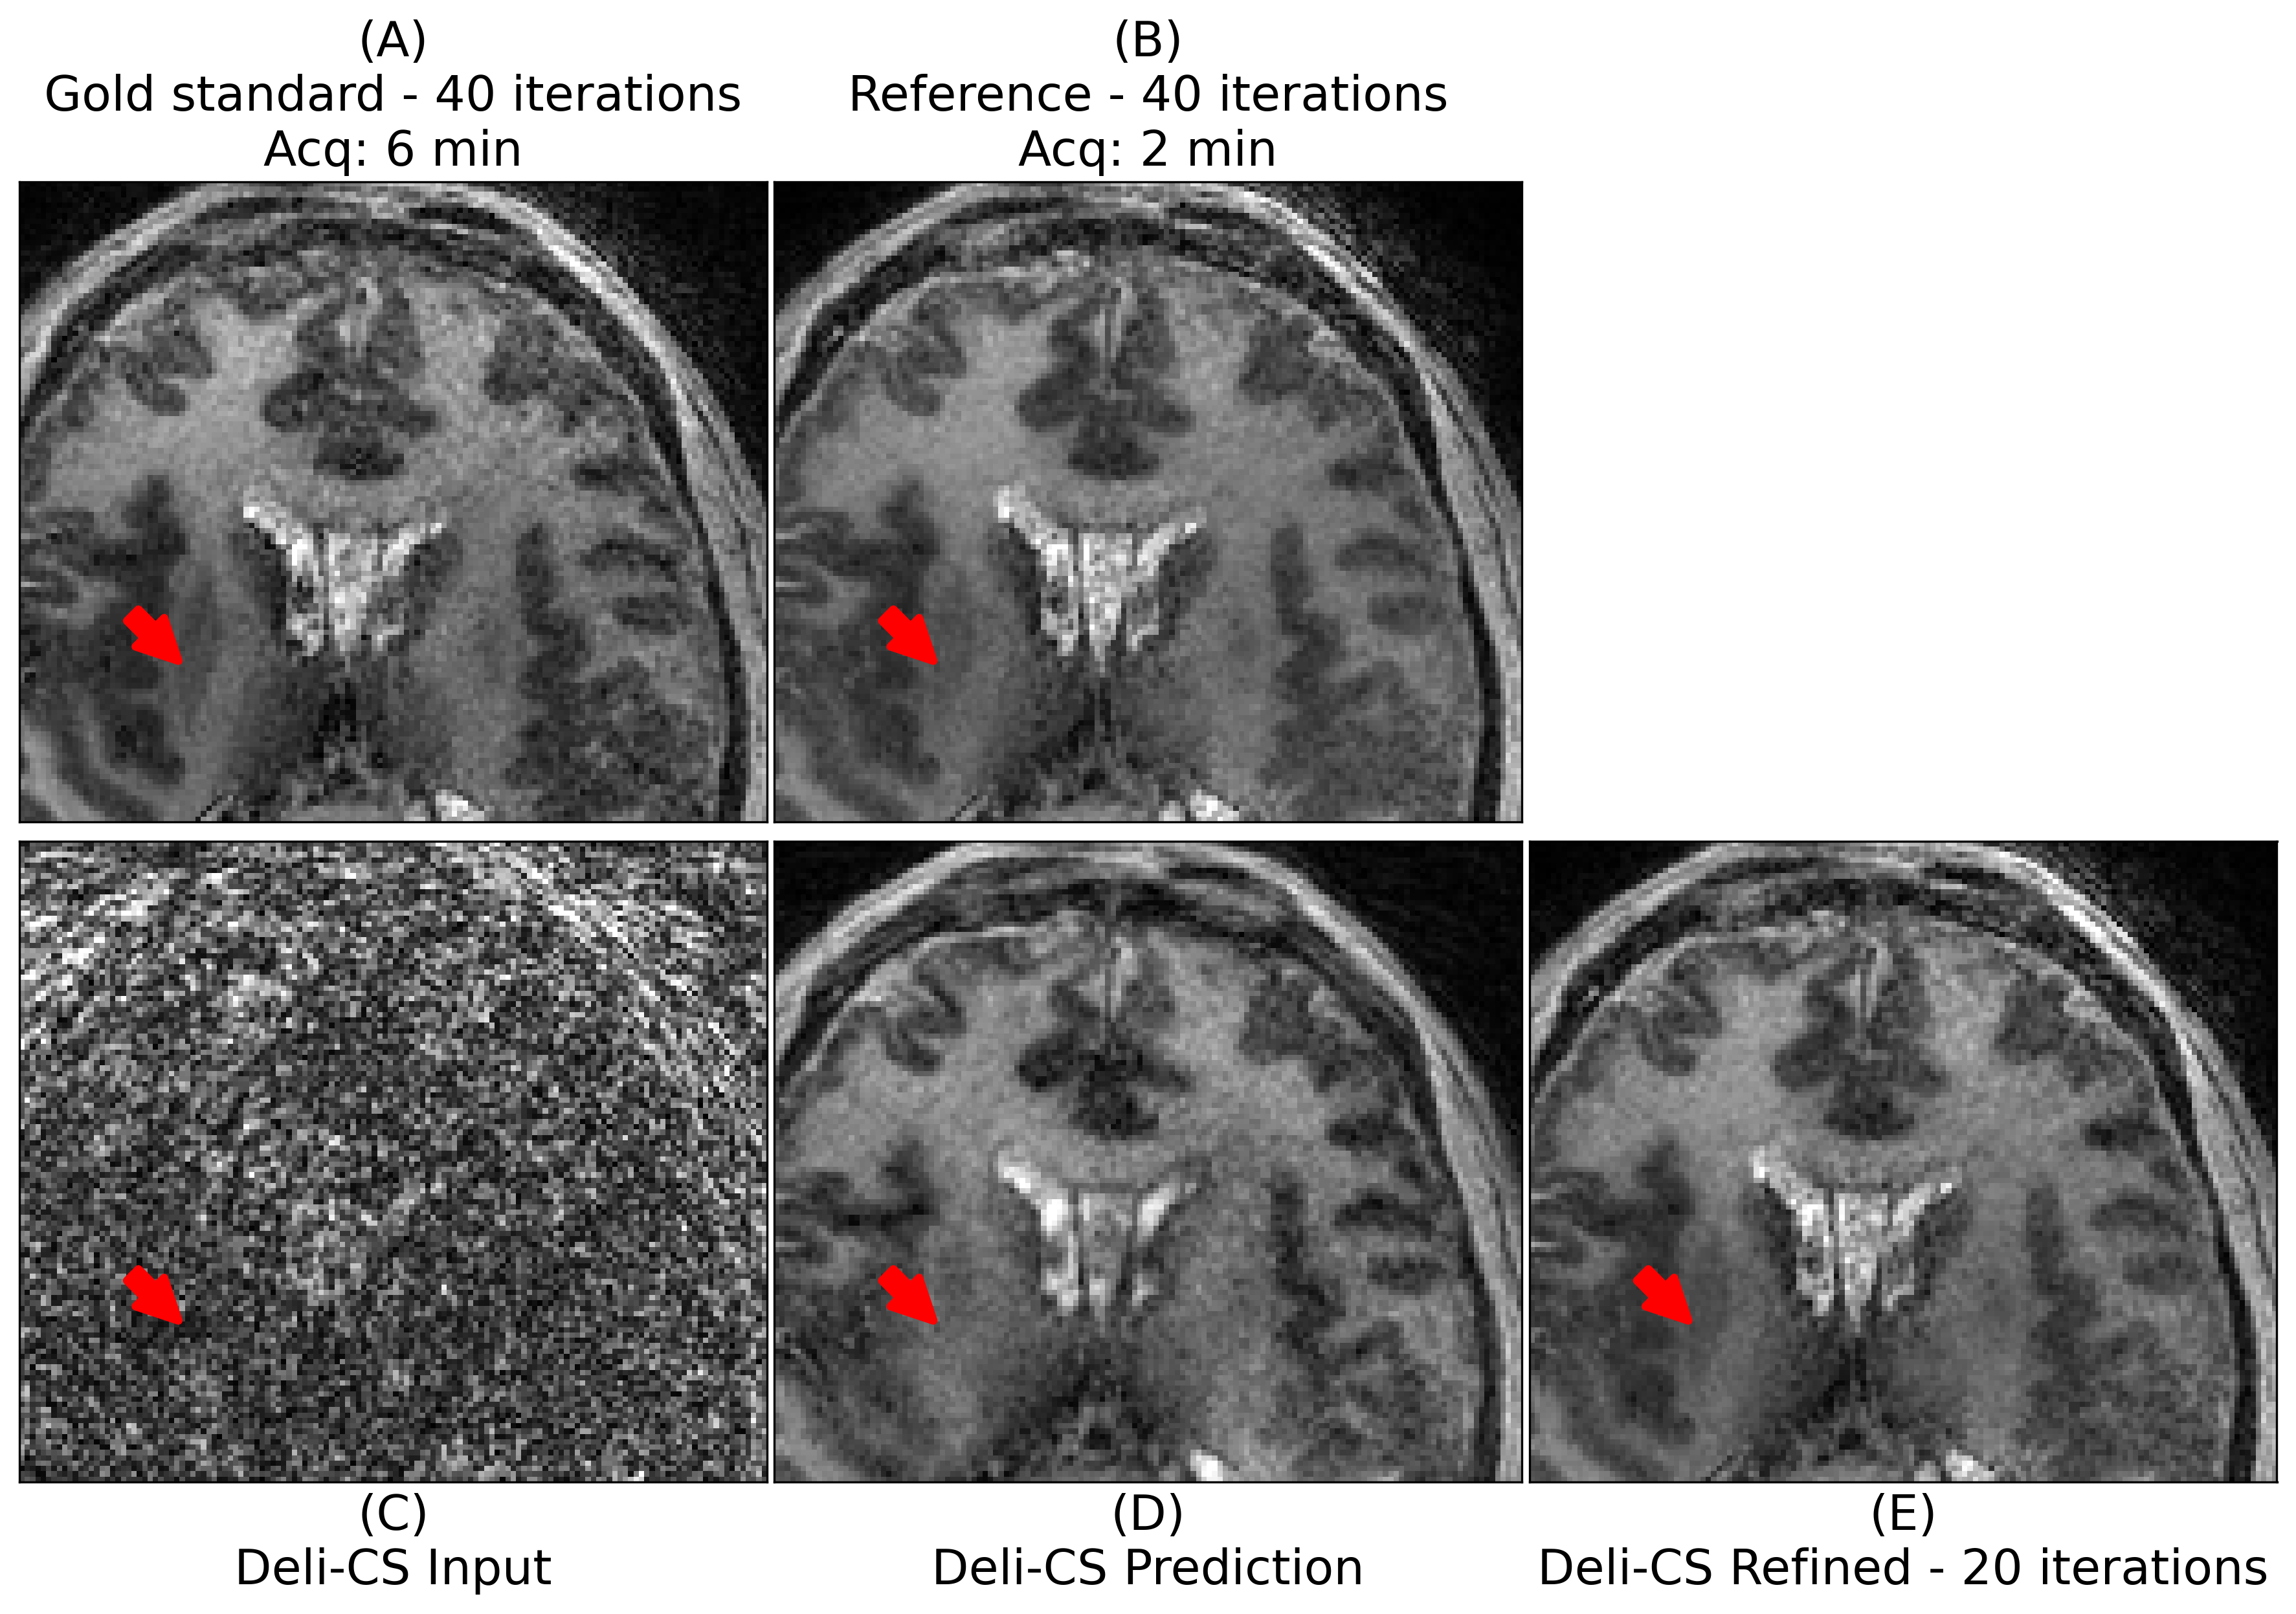 (A)
Gold standard - 40 iterations
Acq: 6 min
(B)
Reference - 40 iterations
Acq: 2 min
(C)
Deli-CS Input
(D)
Deli-CS Prediction
(E)
Deli-CS Refined - 20 iterations